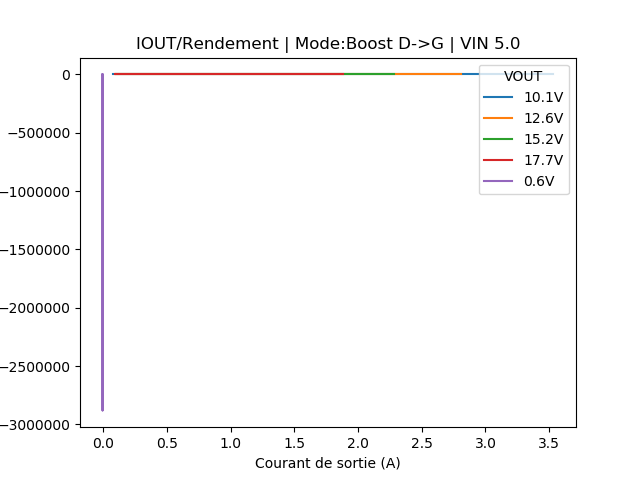 IOUT/Rendement | Mode:Boost D->G | VIN 5.0
0
−500000
−1000000
−1500000
−2000000
−2500000
−3000000
VOUT
10.1V
12.6V
15.2V
17.7V
0.6V
0.0 0.5 1.0 1.5 2.0 2.5 3.0 3.5
Courant de sortie (A)